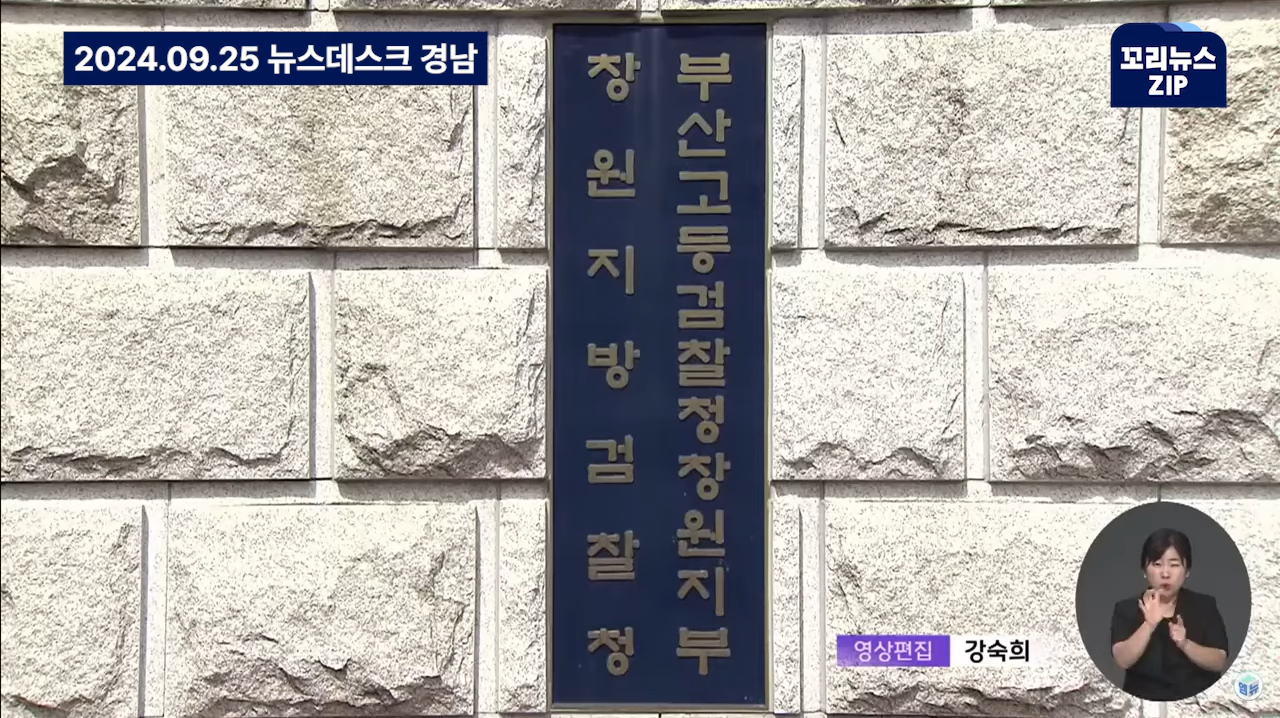 2024.09.25 뉴스데스크 경남
꼬리뉴스
ZIP
부산고등검찰청창원지부
창원지방검찰청
영상편집 강숙희
엠뷰